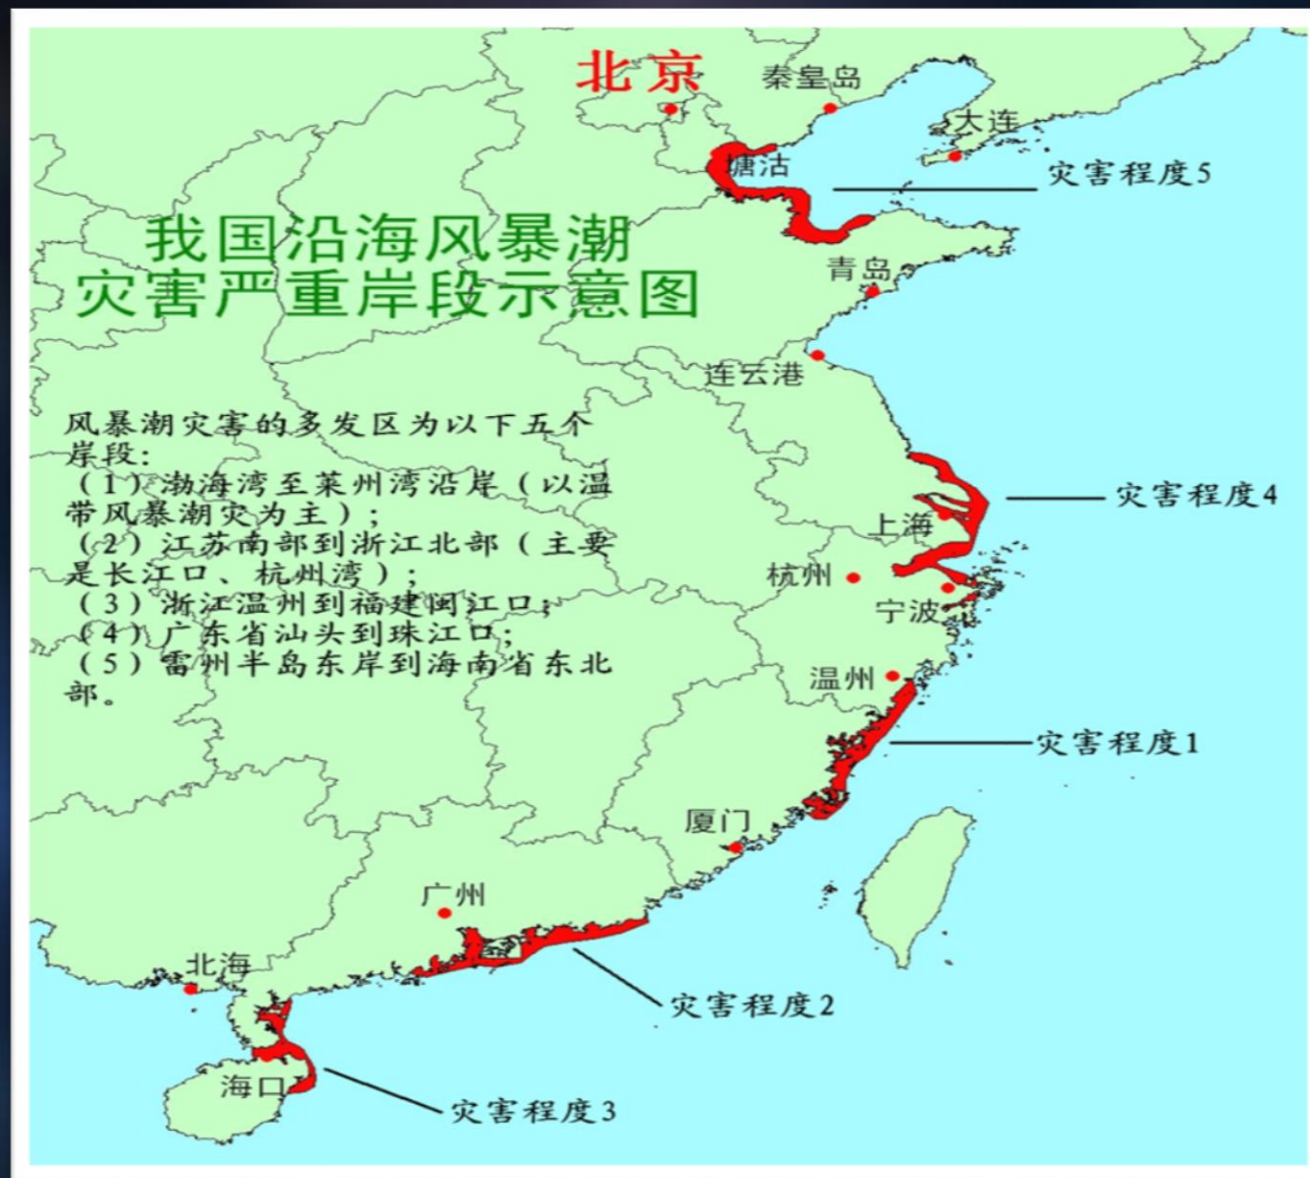 北京
秦皇岛
大连
塘沽
灾害程度5
我国沿海风暴潮
灾害严重岸段示意图
青岛
连云港
风暴潮灾害的多发区为以下五个
岸段：
（1）渤海湾至莱州湾沿岸（以温
带风暴潮灾为主）；
（2）江苏南部到浙江北部（主要
是长江口、杭州湾）；
（3）浙江温州到福建闽江口；
（4）广东省汕头到珠江口；
（5）雷州半岛东岸到海南省东北
部。
灾害程度4
上海
杭州
宁波
温州
灾害程度1
厦门
广州
北海
灾害程度2
海口
灾害程度3